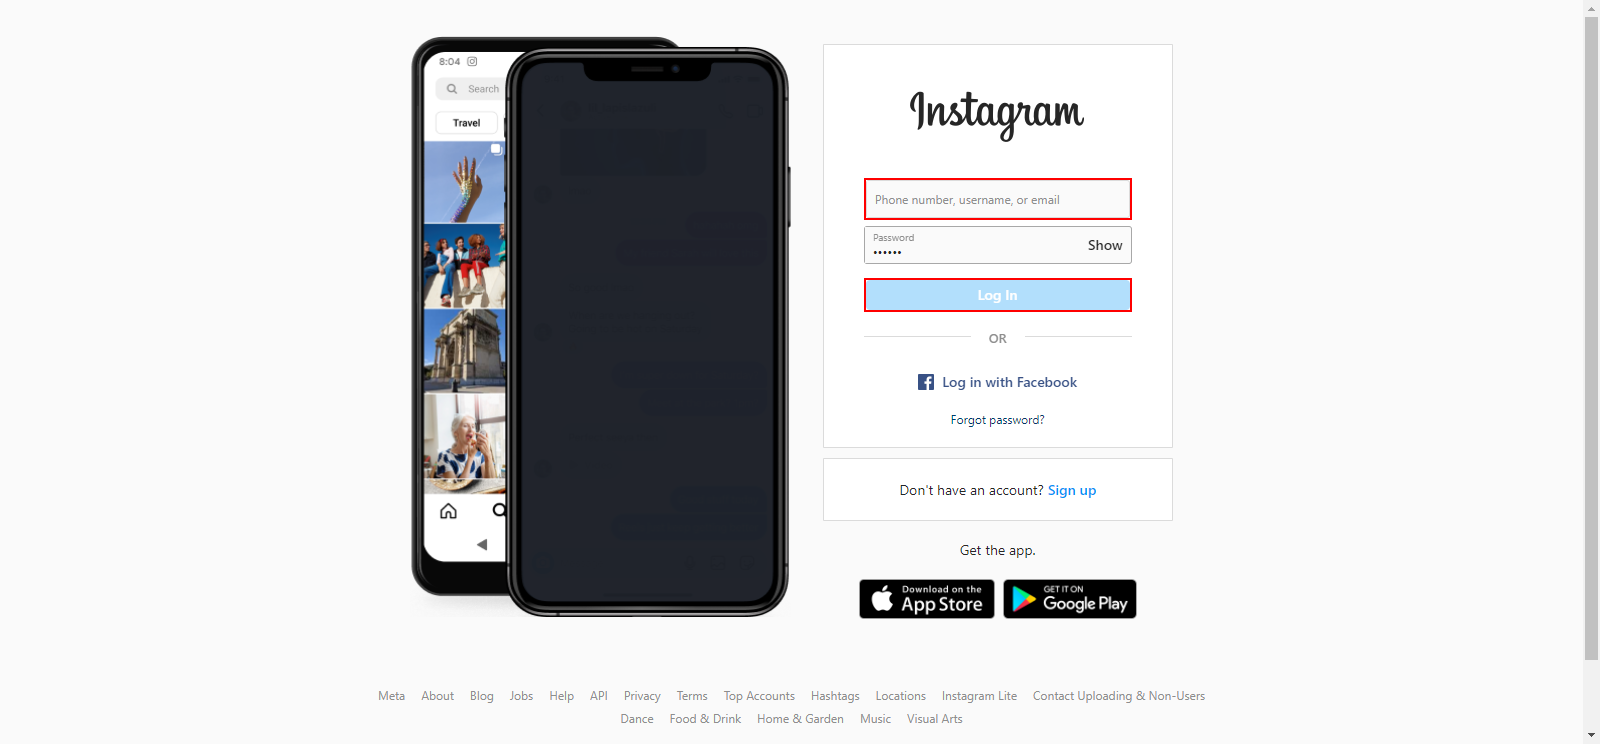 8:04
Search
Travel
Instagram
Phone number, username, or email
Password
•••••• Show
Log In
OR
Log in with Facebook
Forgot password?
Don't have an account? Sign up
Get the app.
Download on the
App Store
GET IT ON
Google Play
Meta About Blog Jobs Help API Privacy Terms Top Accounts Hashtags Locations Instagram Lite Contact Uploading & Non-Users
Dance Food & Drink Home & Garden Music Visual Arts